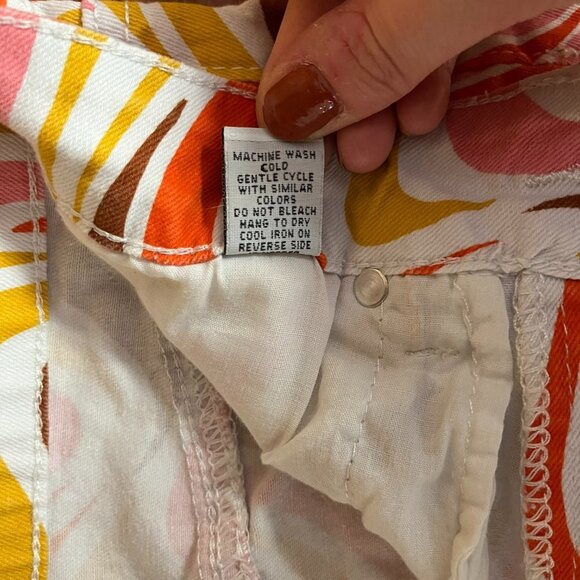 MACHINE WASH
COLD
GENTLE CYCLE
WITH SIMILAR
COLORS
DO NOT BLEACH
HANG TO DRY
COOL IRON ON
REVERSE SIDE